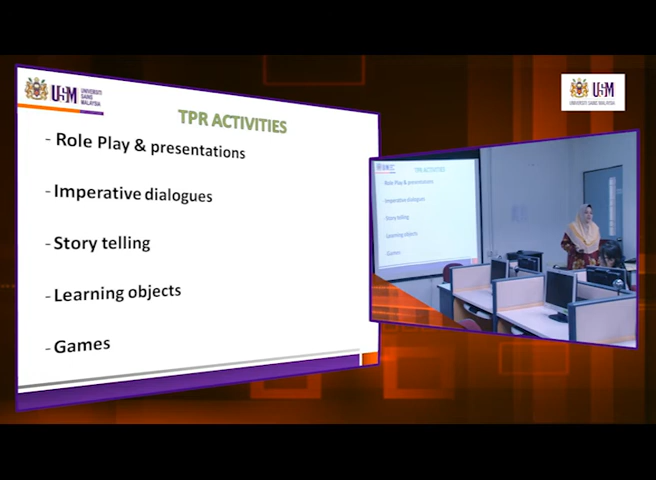 USM
UNIVERSITI
SAINS
MALAYSIA
TPR ACTIVITIES
- Role Play & presentations
- Imperative dialogues
- Story telling
- Learning objects
- Games
USM
UNIVERSITI SAINS MALAYSIA
TPR ACTIVITIES
Role Play & presentations
Imperative dialogues
Story telling
Learning objects
Games